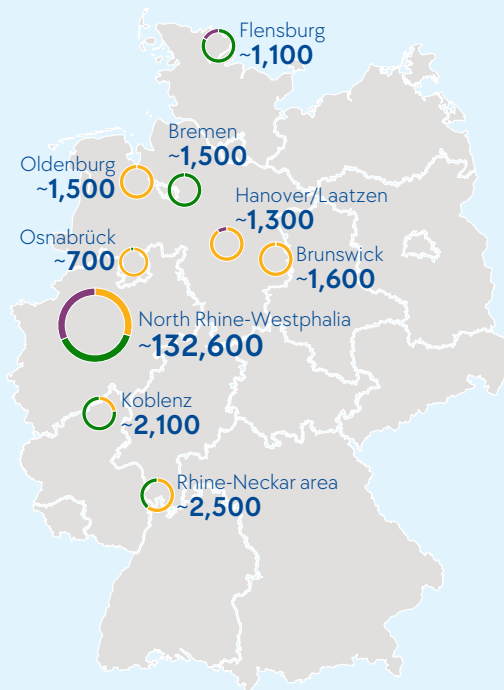 Flensburg
~1,100
Bremen
~1,500
Oldenburg
~1,500
Hanover/Laatzen
~1,300
Osnabrück
~700
Brunswick
~1,600
North Rhine-Westphalia
~132,600
Koblenz
~2,100
Rhine-Neckar area
~2,500